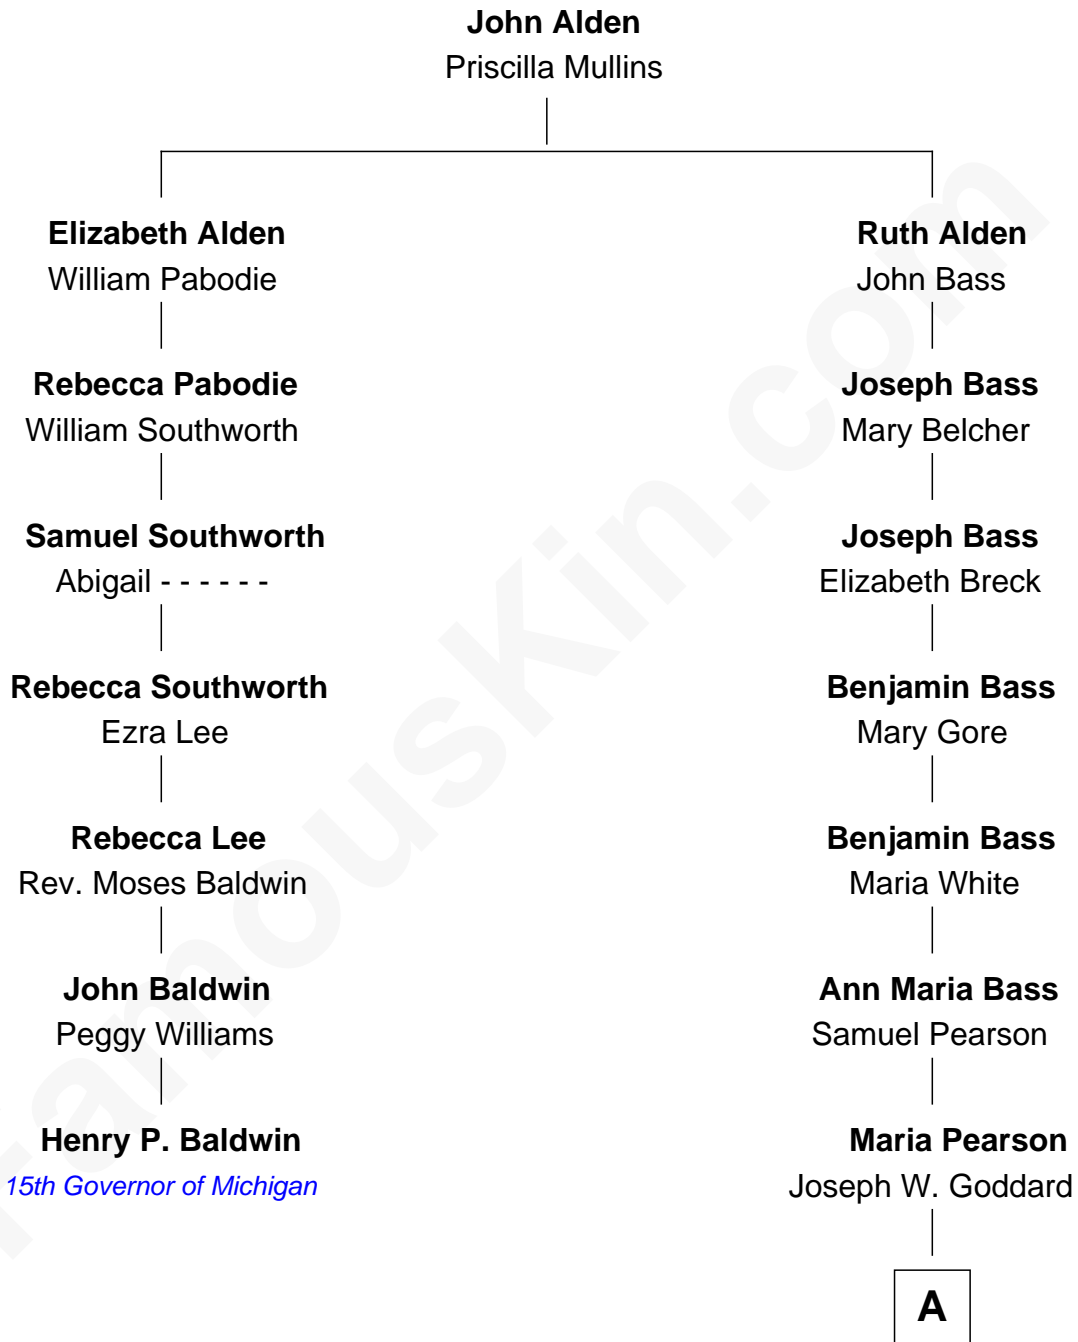 John Alden
Priscilla Mullins
Elizabeth Alden
William Pabodie
Rebecca Pabodie
William Southworth
Samuel Southworth
Abigail - - - - - -
Rebecca Southworth
Ezra Lee
Rebecca Lee
Rev. Moses Baldwin
John Baldwin
Peggy Williams
Henry P. Baldwin
15th Governor of Michigan
Ruth Alden
John Bass
Joseph Bass
Mary Belcher
Joseph Bass
Elizabeth Breck
Benjamin Bass
Mary Gore
Benjamin Bass
Maria White
Ann Maria Bass
Samuel Pearson
Maria Pearson
Joseph W. Goddard
A
FamousKin.com